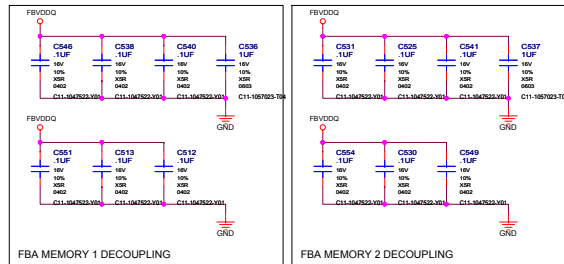 FBVDDQ
C546
.1UF
16V
10%
X5R
0402
C11-1047522-Y01
C538
.1UF
16V
10%
X5R
0402
C11-1047522-Y01
C540
.1UF
16V
10%
X5R
0402
C11-1047522-Y01
C536
1UF
16V
10%
X5R
0603
C11-1057023-T04
GND
FBVDDQ
C551
.1UF
16V
10%
X5R
0402
C11-1047522-Y01
C513
.1UF
16V
10%
X5R
0402
C11-1047522-Y01
C512
.1UF
16V
10%
X5R
0402
C11-1047522-Y01
GND
FBA MEMORY 1 DECOUPLING
FBVDDQ
C531
.1UF
16V
10%
X5R
0402
C11-1047522-Y01
C525
.1UF
16V
10%
X5R
0402
C11-1047522-Y01
C541
.1UF
16V
10%
X5R
0402
C11-1047522-Y01
C537
1UF
16V
10%
X5R
0603
C11-1057023-T04
GND
FBVDDQ
C554
.1UF
16V
10%
X5R
0402
C11-1047522-Y01
C530
.1UF
16V
10%
X5R
0402
C11-1047522-Y01
C549
.1UF
16V
10%
X5R
0402
C11-1047522-Y01
GND
FBA MEMORY 2 DECOUPLING